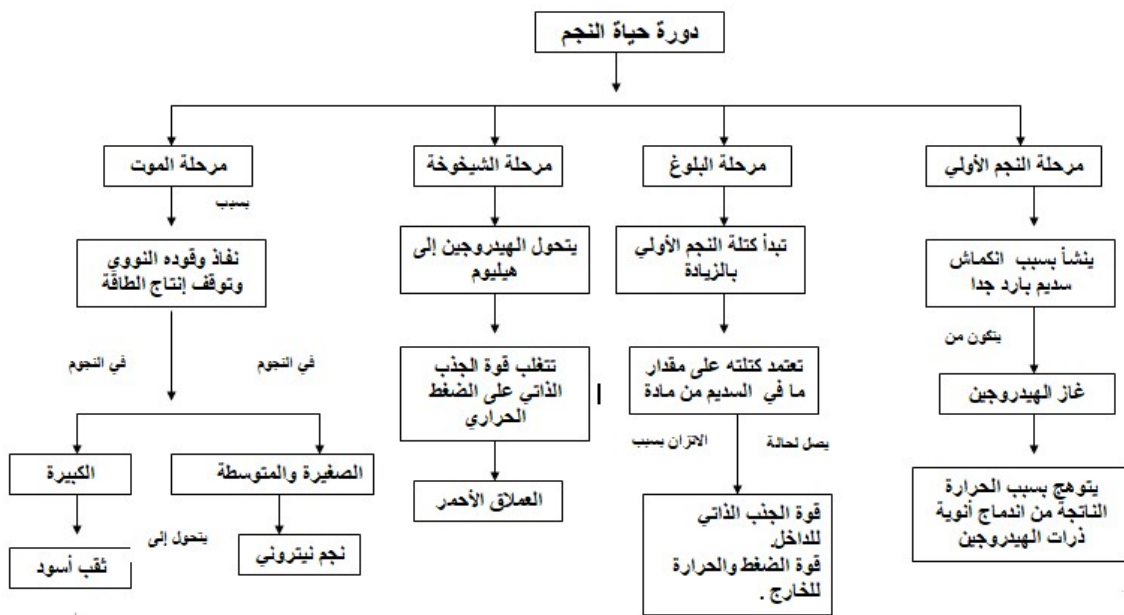 دورة حياة النجم
مرحلة النجم الأولي
ينشأ بسبب انكماش
سديم بارد جدا
يتكون من
غاز الهيدروجين
يتوهج بسبب الحرارة
الناتجة من اندماج أنوية
ذرات الهيدروجين
مرحلة البلوغ
تبدأ كتلة النجم الأولي
بالزيادة
تعتمد كتلته على مقدار
ما في السديم من مادة
يصل لحالة
الاتزان بسبب
قوة الجذب الذاتي
للداخل.
قوة الضغط والحرارة
للخارج .
مرحلة الشيخوخة
يتحول الهيدروجين إلى
هيليوم
تتغلب قوة الجذب
الذاتي على الضغط
الحراري
العملاق الأحمر
مرحلة الموت
بسبب
نفاذ وقوده النووي
وتوقف إنتاج الطاقة
في النجوم
في النجوم
الصغيرة والمتوسطة
الكبيرة
يتحول إلى
نجم نيتروني
ثقب أسود